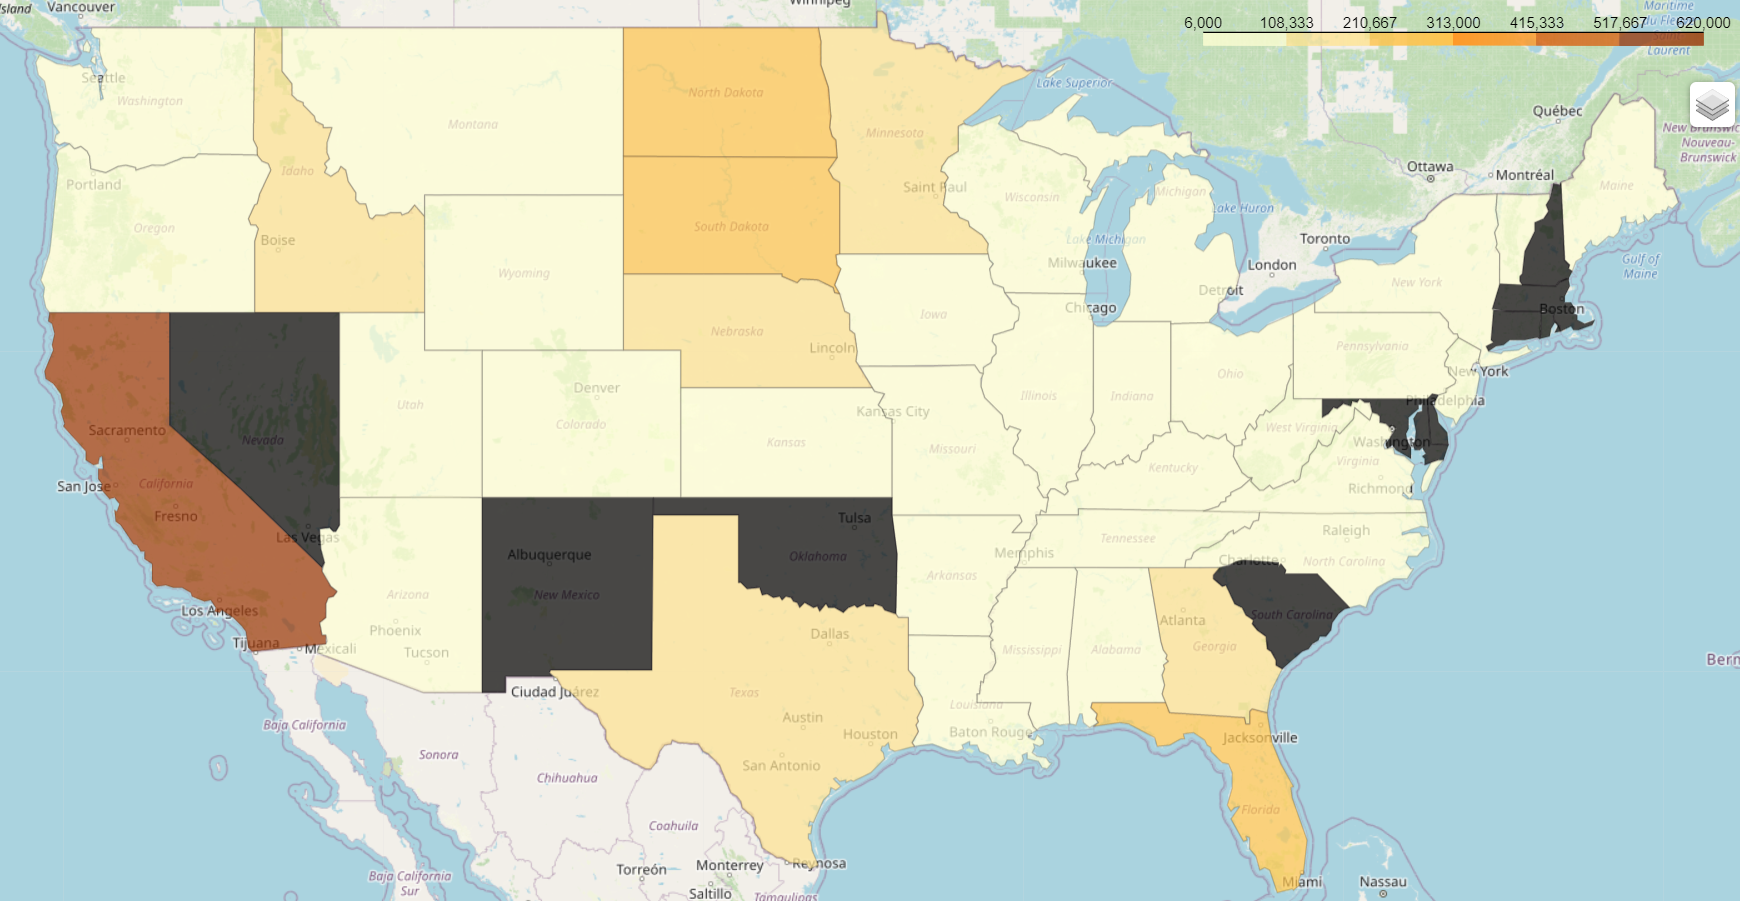 Island
Vancouver
Winnipeg
6,000 108,333 210,667 313,000 415,333 517,667 620,000
Maritime
du Fleuve
Saint-
Laurent
Seattle
Washington
Montana
North Dakota
Minnesota
Lake Superior
Québec
New Brunswick
Nouveau-
Brunswick
Portland
Idaho
Saint Paul
Wisconsin
Michigan
Ottawa
Montréal
Maine
Oregon
Boise
South Dakota
Lake Huron
Lake Michigan
Toronto
Wyoming
Milwaukee
London
Gulf of
Maine
Detroit
New York
Chicago
Boston
Iowa
Nebraska
Lincoln
Pennsylvania
New York
Ohio
Denver
Utah
Colorado
Illinois
Indiana
Philadelphia
Kansas City
Sacramento
Nevada
Kansas
Missouri
West Virginia
Washington
Virginia
Kentucky
San Jose
California
Richmond
Fresno
Tulsa
Las Vegas
Albuquerque
Oklahoma
Memphis
Tennessee
Raleigh
Charlotte
North Carolina
Arkansas
Arizona
New Mexico
Los Angeles
South Carolina
Phoenix
Dallas
Atlanta
Georgia
Tijuana
Mexicali
Tucson
Mississippi
Alabama
Berm
Ciudad Juárez
Texas
Louisiana
Austin
Baja California
Houston
Baton Rouge
Jacksonville
Sonora
San Antonio
Chihuahua
Florida
Coahuila
Torreón
Monterrey
Reynosa
Baja California
Sur
Saltillo
Tamaulipas
Miami
Nassau